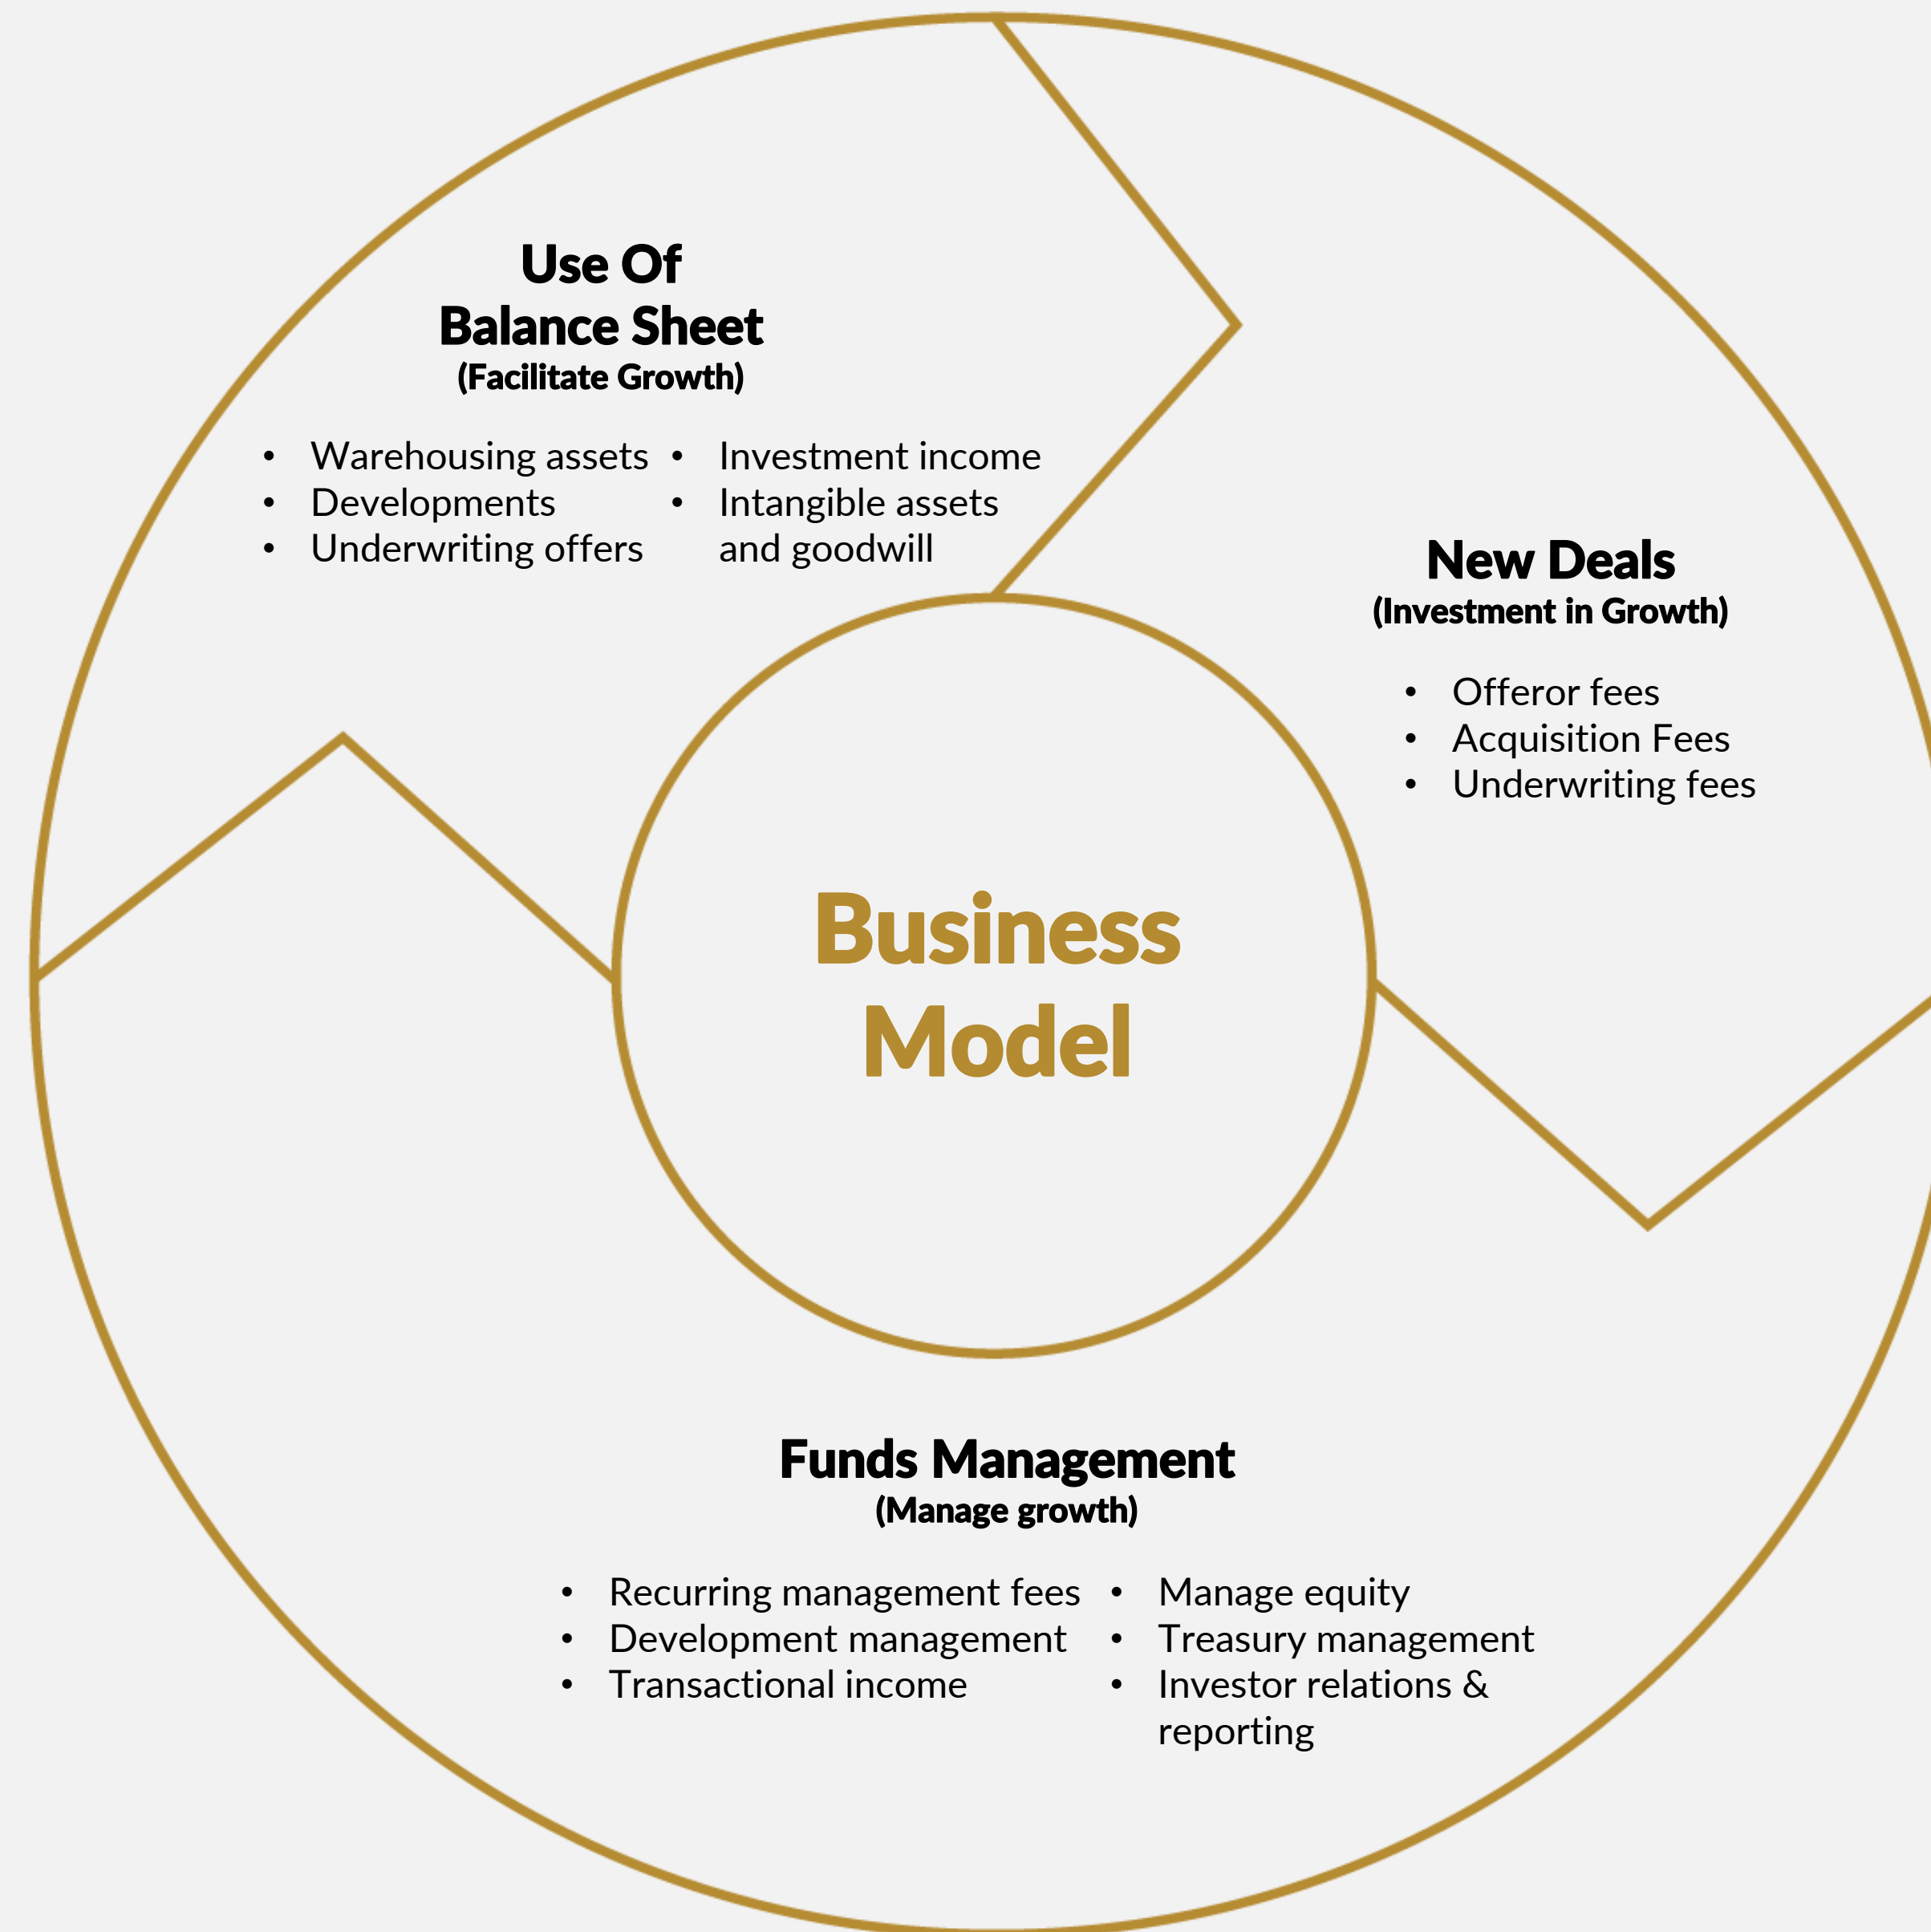 Use Of
Balance Sheet
(Facilitate Growth)
• Warehousing assets
• Developments
• Underwriting offers
• Investment income
• Intangible assets
and goodwill
New Deals
(Investment in Growth)
• Offeror fees
• Acquisition Fees
• Underwriting fees
Business
Model
Funds Management
(Manage growth)
• Recurring management fees
• Development management
• Transactional income
• Manage equity
• Treasury management
• Investor relations &
reporting